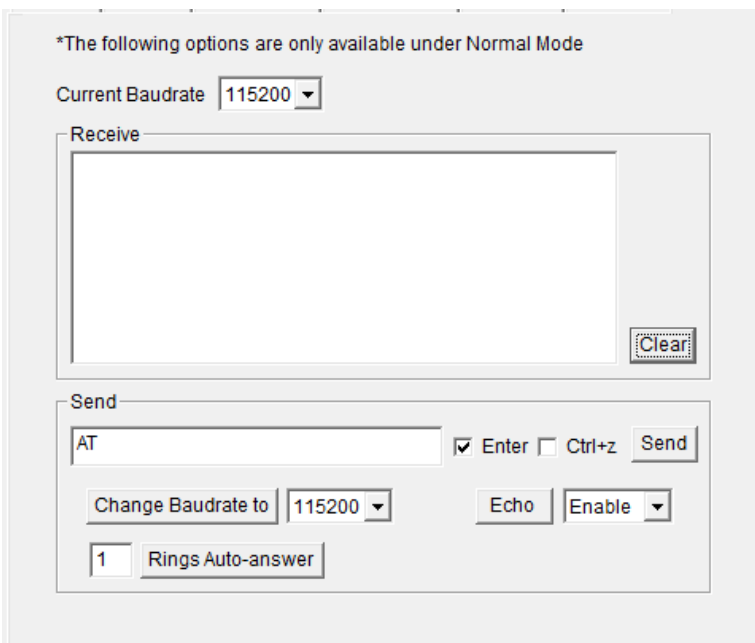 *The following options are only available under Normal Mode
Current Baudrate 115200
Receive
Clear
Send
AT Enter Ctrl+z Send
Change Baudrate to 115200 Echo Enable
1 Rings Auto-answer